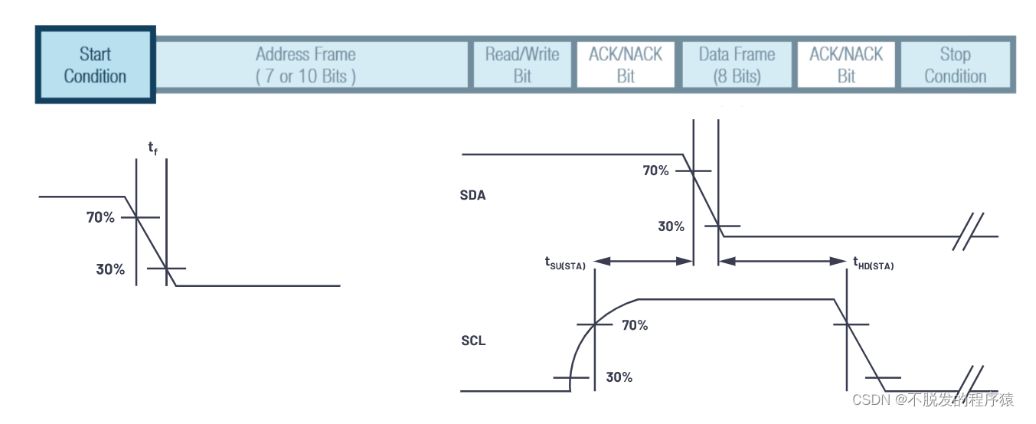 Start
Condition
Address Frame
( 7 or 10 Bits )
Read/Write
Bit
ACK/NACK
Bit
Data Frame
(8 Bits)
ACK/NACK
Bit
Stop
Condition
tf
70%
30%
SDA
70%
30%
tSU(STA)
tHD(STA)
SCL
70%
30%
CSDN @不脱发的程序猿